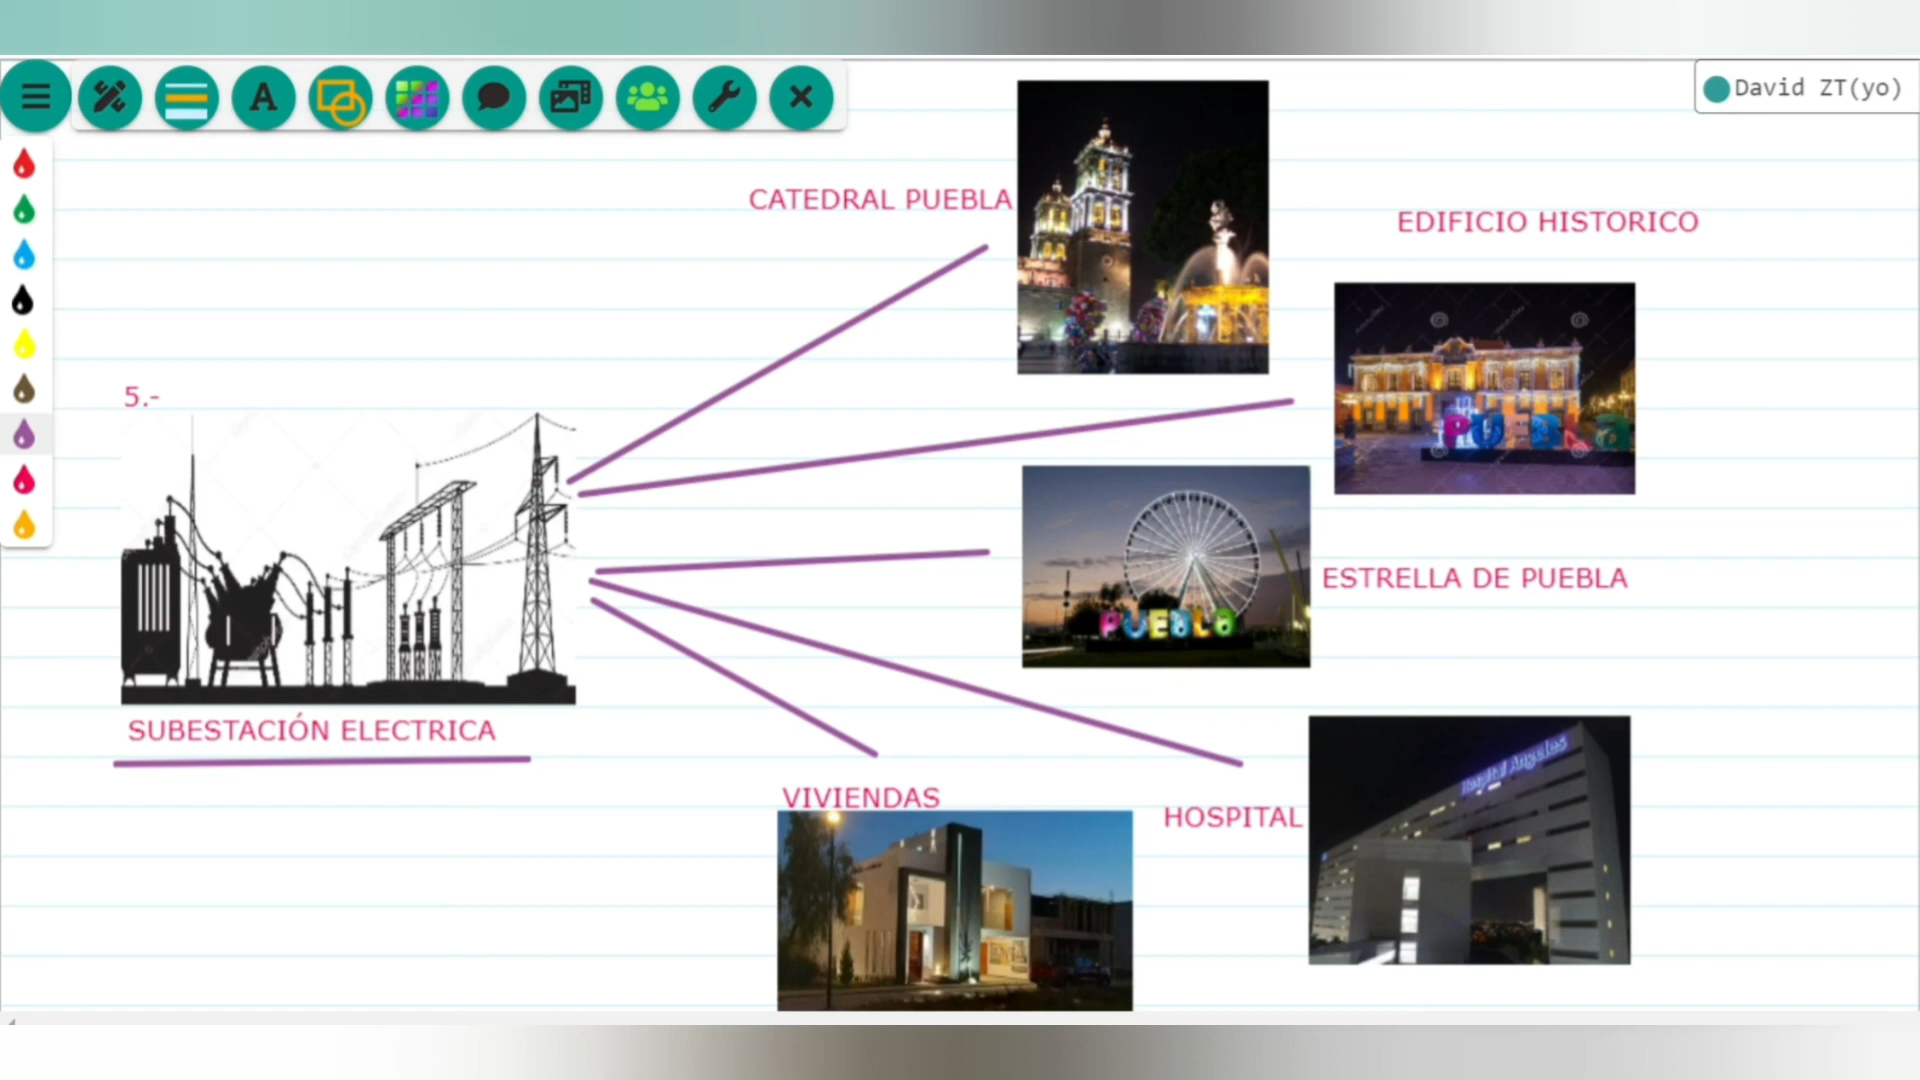 David ZT(yo)
CATEDRAL PUEBLA
EDIFICIO HISTORICO
5.-
PUEBLA
PUEBLA
ESTRELLA DE PUEBLA
SUBESTACIÓN ELECTRICA
Hospital Angeles
VIVIENDAS
HOSPITAL